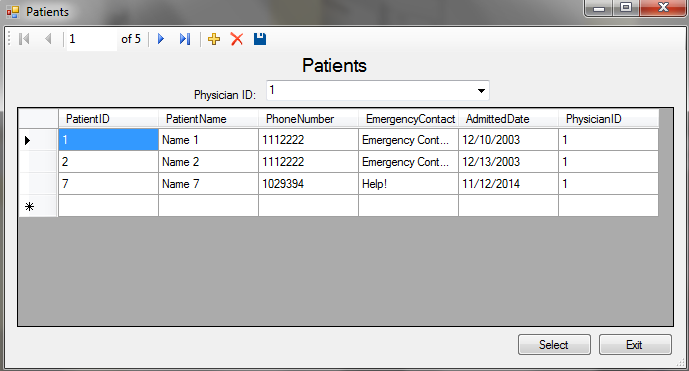 Patients
1 of 5
Patients
Physician ID: 1
PatientID PatientName PhoneNumber EmergencyContact AdmittedDate PhysicianID
1 Name 1 1112222 Emergency Cont... 12/10/2003 1
2 Name 2 1112222 Emergency Cont... 12/13/2003 1
7 Name 7 1029394 Help! 11/12/2014 1
Select Exit